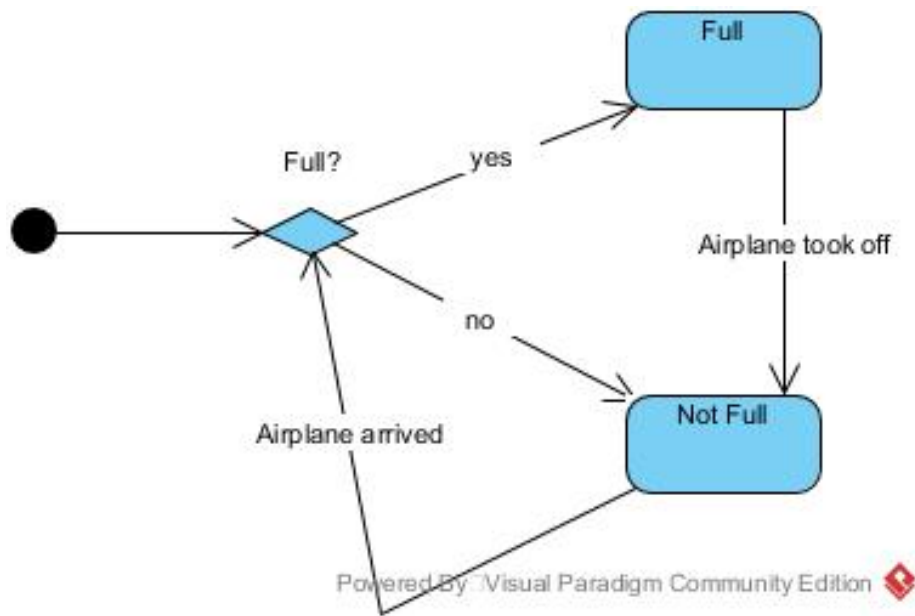 Full
Full?
yes
Airplane took off
no
Not Full
Airplane arrived
Powered By Visual Paradigm Community Edition